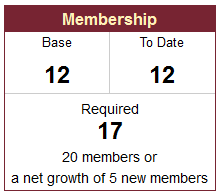 Membership
Base To Date
12 12
Required
17
20 members or
a net growth of 5 new members